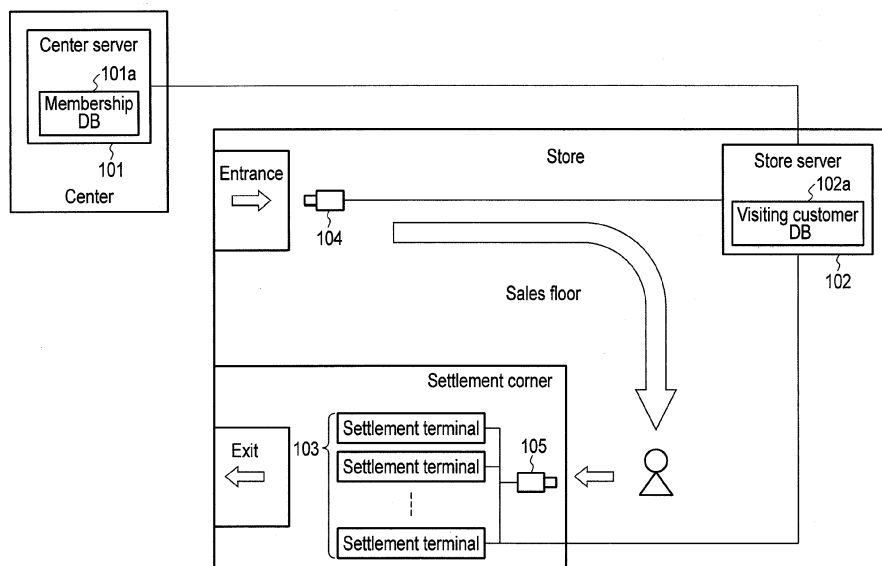 Center server
101a
Membership
DB
101
Center
Store
Entrance
104
Store server
102a
Visiting customer
DB
102
Sales floor
Settlement corner
Exit
103
Settlement terminal
Settlement terminal
Settlement terminal
105